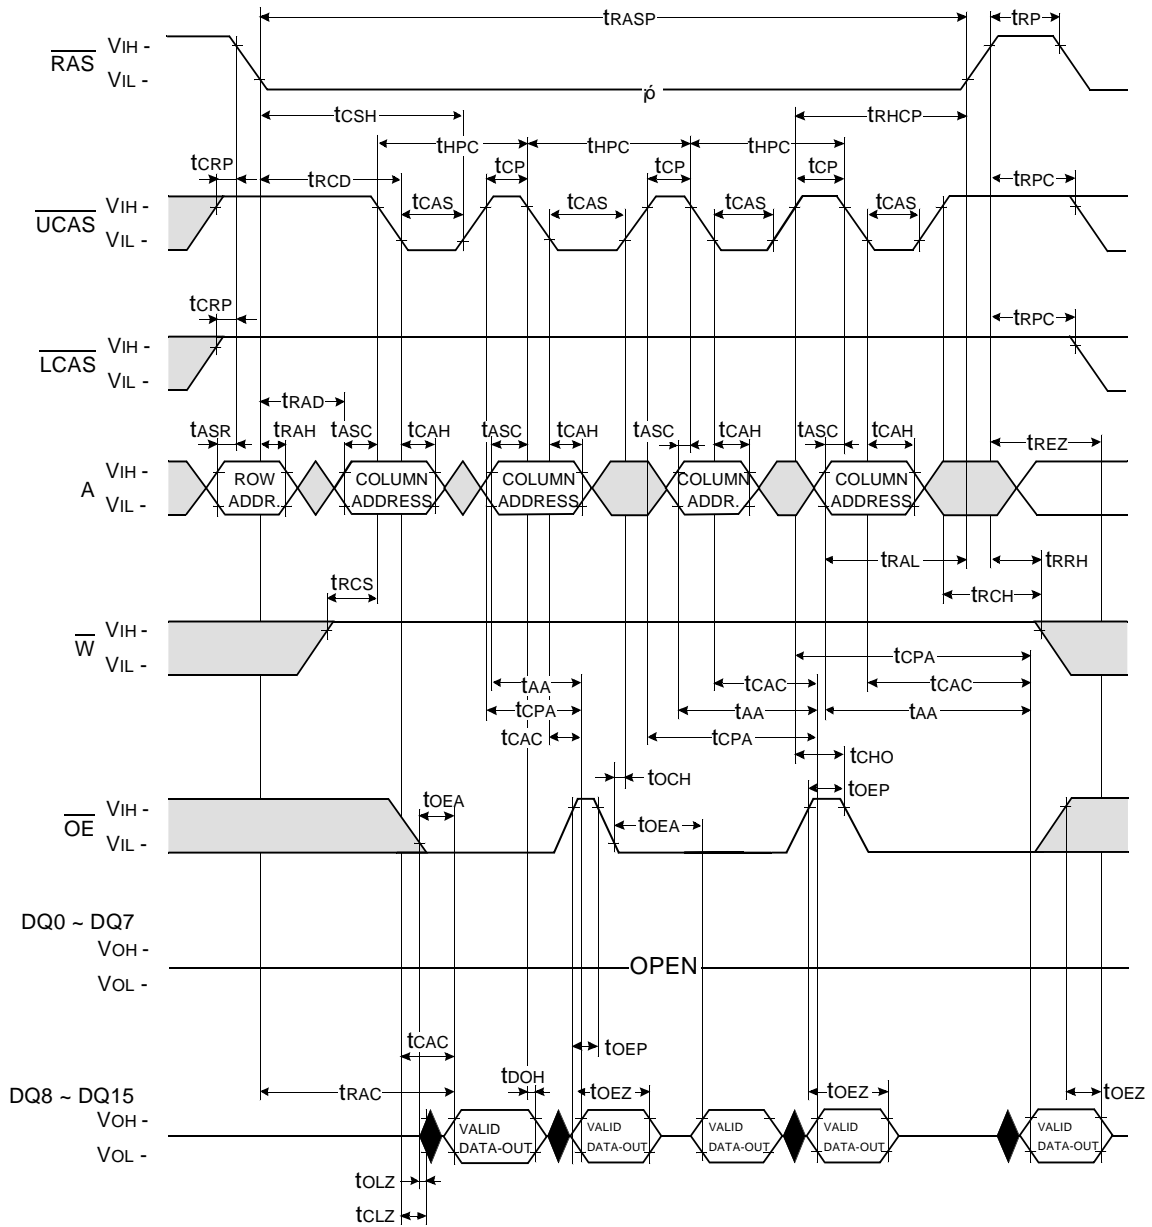 tRASP tRP
VIH -
RAS
VIL -
ρ́
tCSH tRHCP
tHPC tHPC tHPC
tCRP tCP tCP tCP
tRCD tRPC
VIH -
tCAS tCAS tCAS tCAS
UCAS
VIL -
tCRP tRPC
VIH -
LCAS
VIL -
tRAD
tASR tRAH tASC tCAH tASC tCAH tASC tCAH tASC tCAH tREZ
VIH -
A
VIL -
ROW
ADDR.
COLUMN
ADDRESS
COLUMN
ADDRESS
COLUMN
ADDR.
COLUMN
ADDRESS
tRAL tRRH
tRCS tRCH
VIH -
W
VIL -
tCPA
tAA tCAC tCAC
tCPA tAA tAA
tCAC tCPA
tCHO
tOCH tOEP
tOEA
VIH -
OE
tOEA
VIL -
DQ0 ~ DQ7
VOH -
OPEN
VOL -
tCAC tOEP
tDOH
tRAC tOEZ tOEZ tOEZ
DQ8 ~ DQ15
VOH -
VOL -
VALID
DATA-OUT
VALID
DATA-OUT
VALID
DATA-OUT
VALID
DATA-OUT
VALID
DATA-OUT
tOLZ
tCLZ